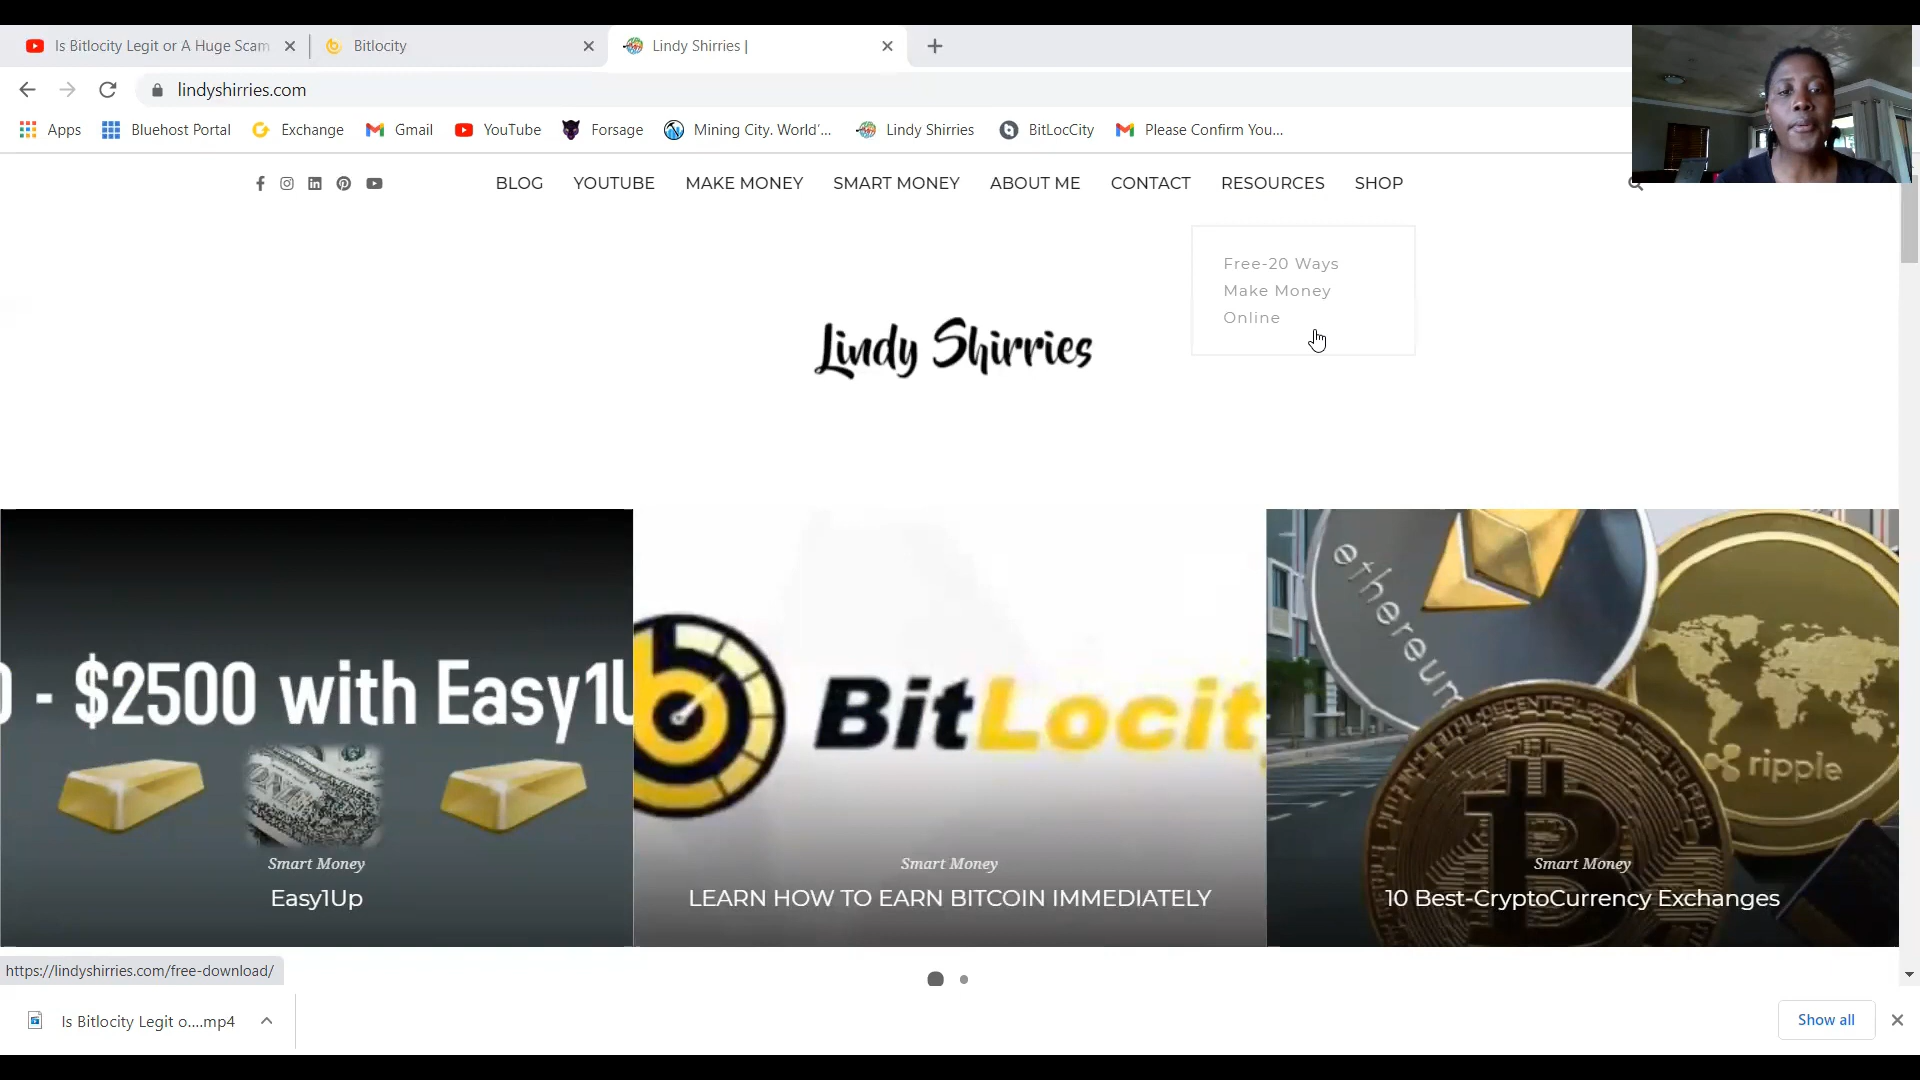 Is Bitlocity Legit or A Huge Scam
Bitlocity
Lindy Shirries |
lindyshirries.com
Apps
Bluehost Portal
Exchange
Gmail
YouTube
Forsage
Mining City. World'...
Lindy Shirries
BitLocCity
Please Confirm You...
BLOG
YOUTUBE
MAKE MONEY
SMART MONEY
ABOUT ME
CONTACT
RESOURCES
SHOP
Free-20 Ways
Make Money
Online
Lindy Shirries
- $2500 with Easy1U
Smart Money
Easy1Up
BitLocit
Smart Money
LEARN HOW TO EARN BITCOIN IMMEDIATELY
ethereum
ripple
DECENTRALIZED
Smart Money
10 Best-CryptoCurrency Exchanges
https://lindyshirries.com/free-download/
Is Bitlocity Legit o....mp4
Show all